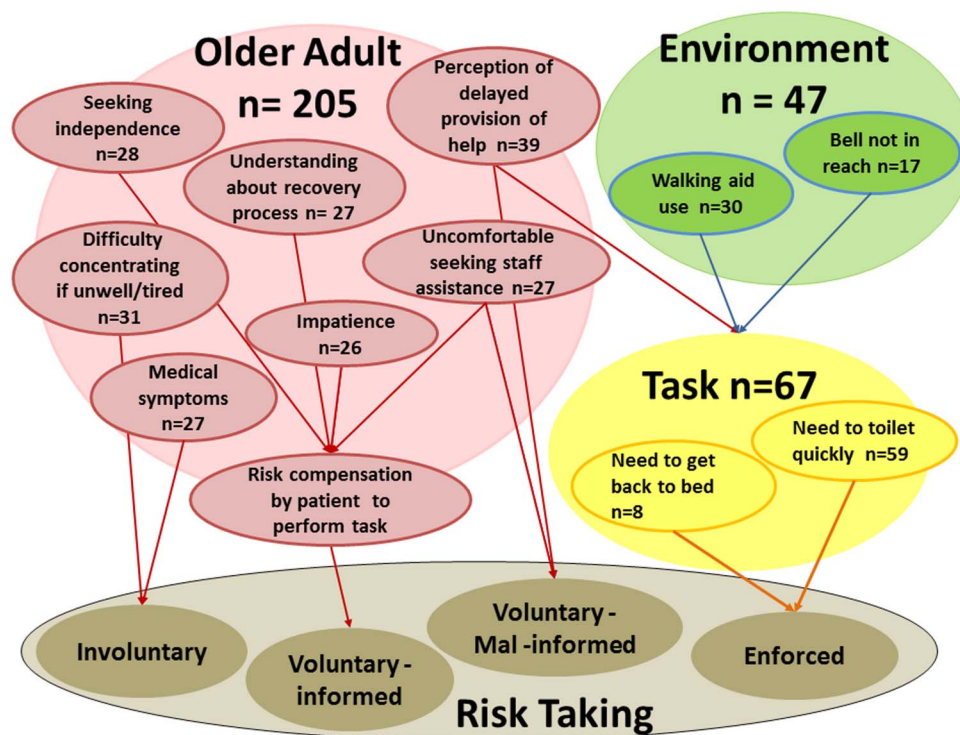 Older Adult
n= 205
Seeking
independence
n=28
Perception of
delayed
provision of
help n=39
Understanding
about recovery
process n= 27
Difficulty
concentrating
if unwell/tired
n=31
Uncomfortable
seeking staff
assistance n=27
Impatience
n=26
Medical
symptoms
n=27
Risk compensation
by patient to
perform task
Environment
n = 47
Bell not in
reach n=17
Walking aid
use n=30
Task n=67
Need to toilet
quickly n=59
Need to get
back to bed
n=8
Involuntary
Voluntary -
informed
Voluntary -
Mal -informed
Enforced
Risk Taking